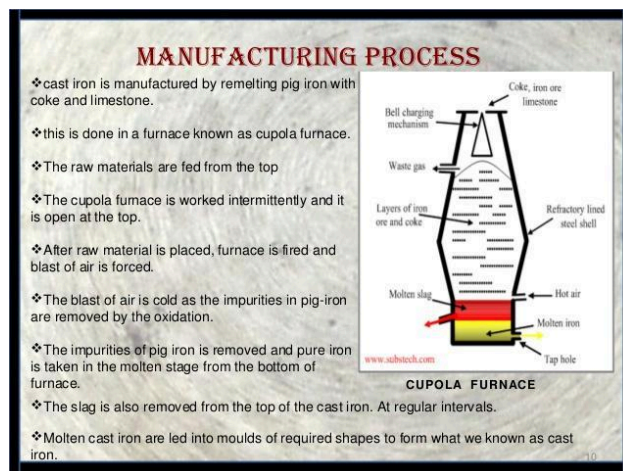 MANUFACTURING PROCESS
❖cast iron is manufactured by remelting pig iron with
coke and limestone.
❖this is done in a furnace known as cupola furnace.
❖The raw materials are fed from the top
❖The cupola furnace is worked intermittently and it
is open at the top.
❖After raw material is placed, furnace is fired and
blast of air is forced.
❖The blast of air is cold as the impurities in pig-iron
are removed by the oxidation.
❖The impurities of pig iron is removed and pure iron
is taken in the molten stage from the bottom of
furnace.
❖The slag is also removed from the top of the cast iron. At regular intervals.
❖Molten cast iron are led into moulds of required shapes to form what we known as cast
iron.
Coke, iron ore
limestone
Bell charging
mechanism
Waste gas
Layers of iron
ore and coke
Refractory lined
steel shell
Molten slag
Hot air
Molten iron
www.substech.com
Tap hole
CUPOLA FURNACE
10